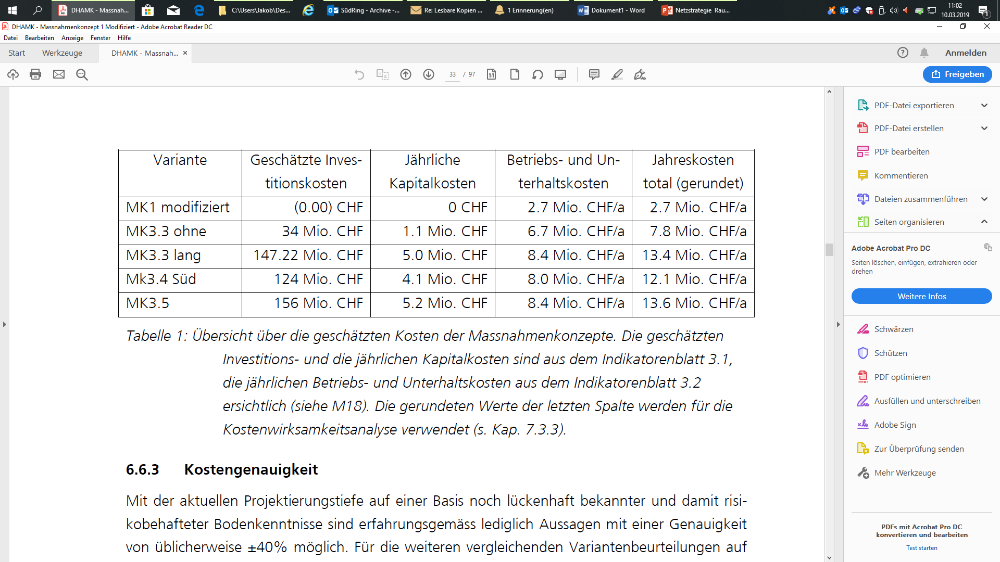 DHAMK - Massnah...
C:\Users\Jakob\Des...
SüdRing - Archive -...
Re: Lesbare Kopien ...
1 Erinnerung(en)
Dokument1 - Word
Netzstrategie Rau...
11:02
10.03.2019
1
DHAMK - Massnahmenkonzept 1 Modifiziert - Adobe Acrobat Reader DC
Datei Bearbeiten Anzeige Fenster Hilfe
Start Werkzeuge DHAMK - Massnah... × Anmelden
33 / 97 Freigeben
Variante Geschätzte Inves- Jährliche Betriebs- und Un- Jahreskosten
titionskosten Kapitalkosten terhaltskosten total (gerundet)
MK1 modifiziert (0.00) CHF 0 CHF 2.7 Mio. CHF/a 2.7 Mio. CHF/a
MK3.3 ohne 34 Mio. CHF 1.1 Mio. CHF 6.7 Mio. CHF/a 7.8 Mio. CHF/a
MK3.3 lang 147.22 Mio. CHF 5.0 Mio. CHF 8.4 Mio. CHF/a 13.4 Mio. CHF/a
Mk3.4 Süd 124 Mio. CHF 4.1 Mio. CHF 8.0 Mio. CHF/a 12.1 Mio. CHF/a
MK3.5 156 Mio. CHF 5.2 Mio. CHF 8.4 Mio. CHF/a 13.6 Mio. CHF/a
Tabelle 1: Übersicht über die geschätzten Kosten der Massnahmenkonzepte. Die geschätzten
Investitions- und die jährlichen Kapitalkosten sind aus dem Indikatorenblatt 3.1,
die jährlichen Betriebs- und Unterhaltskosten aus dem Indikatorenblatt 3.2
ersichtlich (siehe M18). Die gerundeten Werte der letzten Spalte werden für die
Kostenwirksamkeitsanalyse verwendet (s. Kap. 7.3.3).
6.6.3 Kostengenauigkeit
Mit der aktuellen Projektierungstiefe auf einer Basis noch lückenhaft bekannter und damit risi-
kobehafteter Bodenkenntnisse sind erfahrungsgemäss lediglich Aussagen mit einer Genauigkeit
von üblicherweise ±40% möglich. Für die weiteren vergleichenden Variantenbeurteilungen auf
PDF-Datei exportieren
PDF-Datei erstellen
PDF bearbeiten
Kommentieren
Dateien zusammenführen
Seiten organisieren
Adobe Acrobat Pro DC
Seiten löschen, einfügen, extrahieren oder
drehen
Weitere Infos
Schwärzen
Schützen
PDF optimieren
Ausfüllen und unterschreiben
Adobe Sign
Zur Überprüfung senden
Mehr Werkzeuge
PDFs mit Acrobat Pro DC
konvertieren und bearbeiten
Test starten